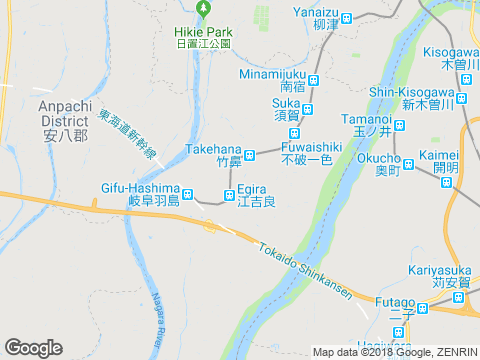 Yanaizu
柳津
Hikie Park
日置江公園
Kisogawa
木曽川
Minamijuku
南宿
Shin-Kisogawa
新木曽川
Anpachi
District
安八郡
Suka
須賀
東海道新幹線
Tamanoi
玉ノ井
Takehana
竹鼻
Fuwaishiki
不破一色
Okucho
奥町
Kaimei
開明
Gifu-Hashima
岐阜羽島
Egira
江吉良
Tokaido Shinkansen
Kariyasuka
苅安賀
Nagara River
Futago
二子
Hagiwara
Google
Map data ©2018 Google, ZENRIN